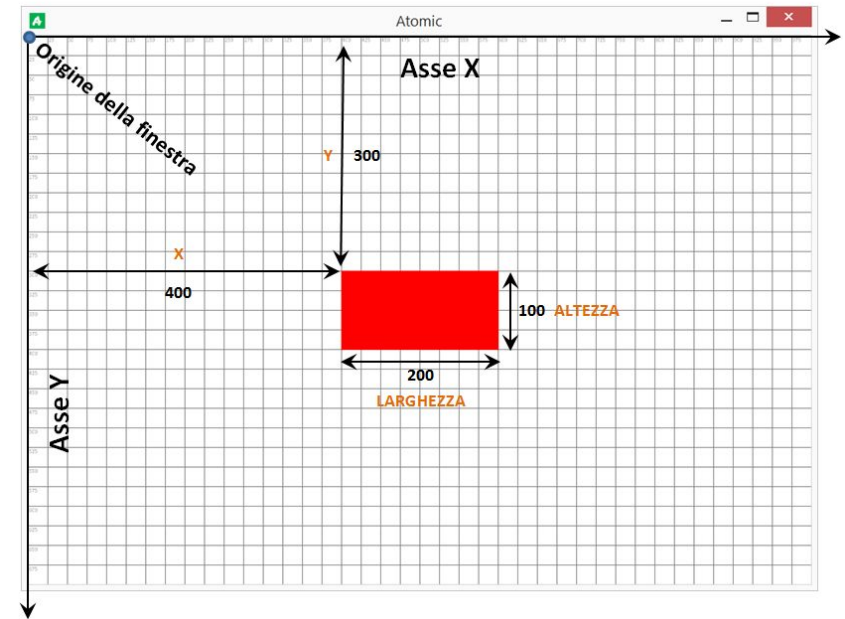 Atomic
Origine della finestra
Asse X
Y 300
X
400
100 ALTEZZA
200
LARGHEZZA
Asse Y